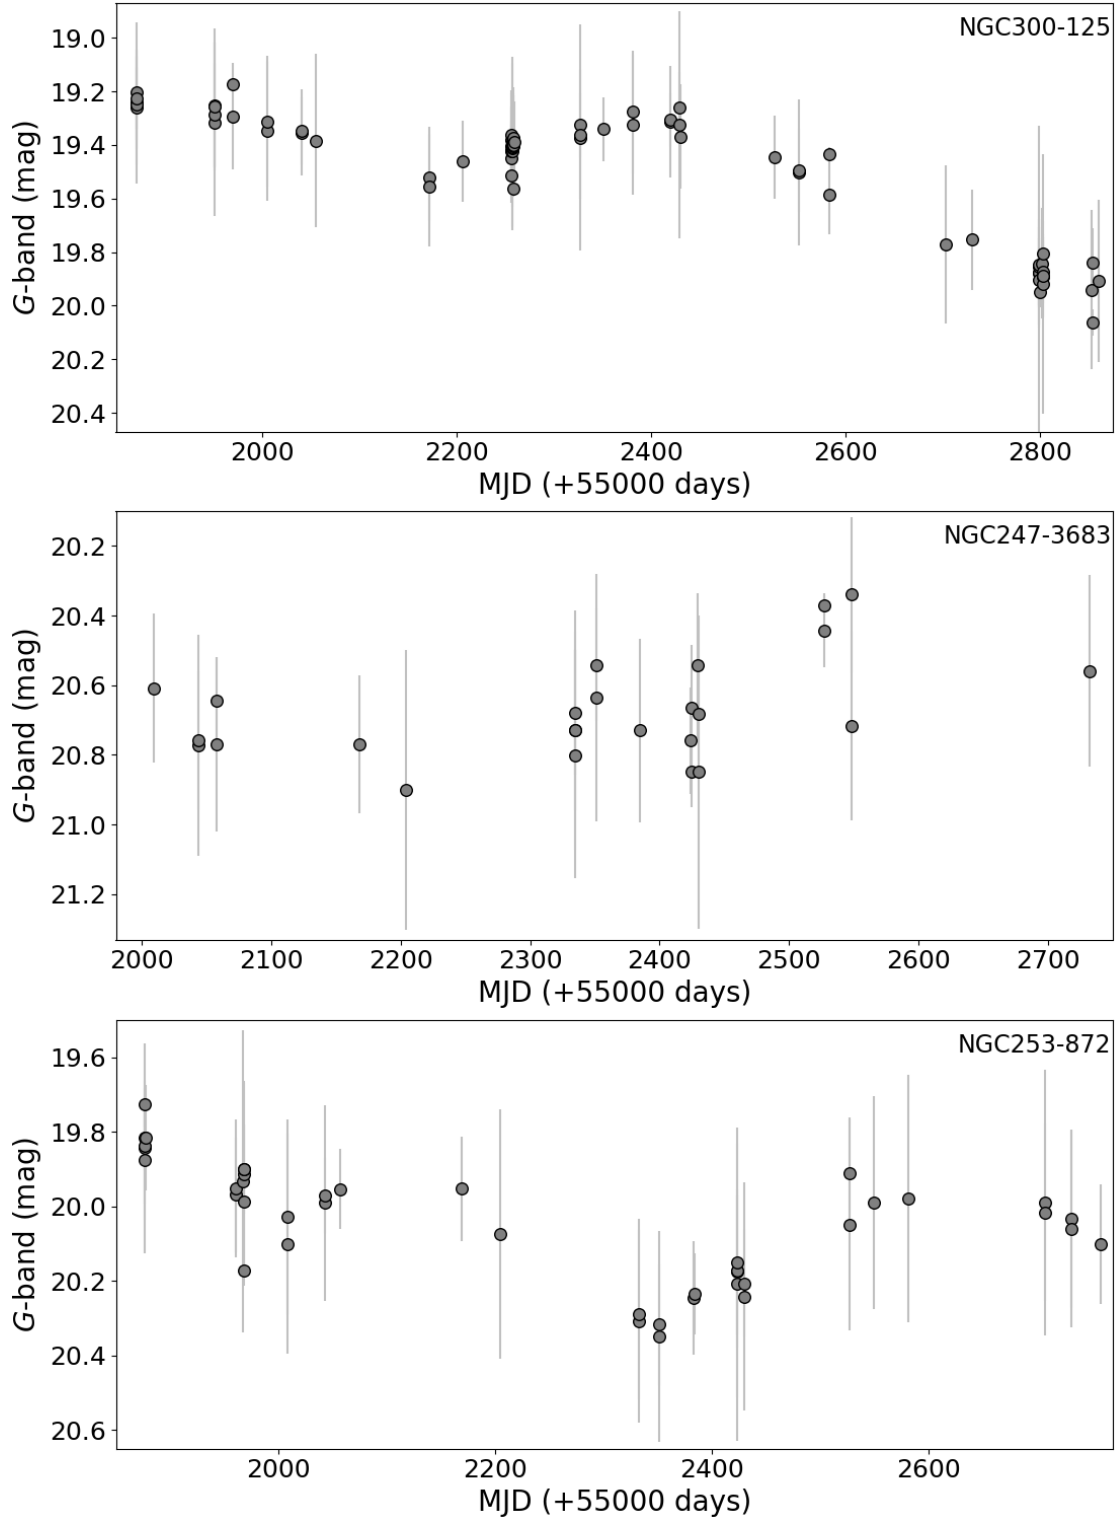 NGC300-125
19.0
19.2
19.4
19.6
19.8
20.0
20.2
20.4
G-band (mag)
2000 2200 2400 2600 2800
MJD (+55000 days)
NGC247-3683
20.2
20.4
20.6
20.8
21.0
21.2
G-band (mag)
2000 2100 2200 2300 2400 2500 2600 2700
MJD (+55000 days)
NGC253-872
19.6
19.8
20.0
20.2
20.4
20.6
G-band (mag)
2000 2200 2400 2600
MJD (+55000 days)